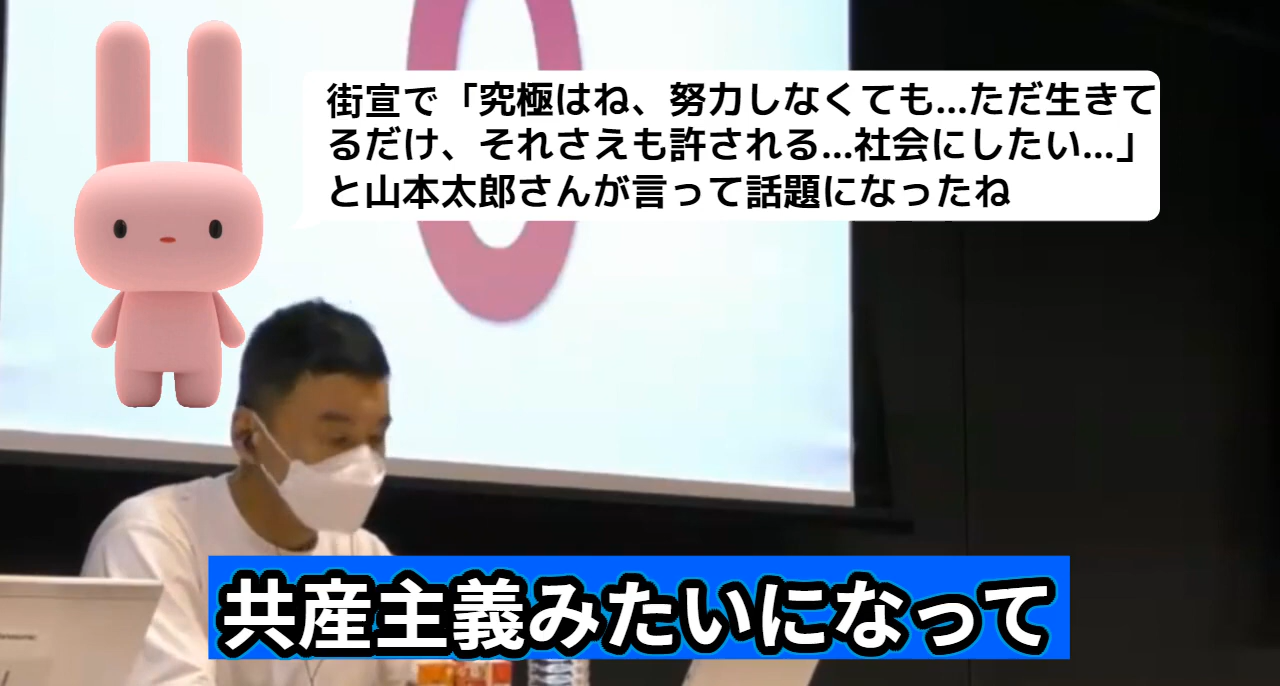 街宣で「究極はね、努力しなくても...ただ生きて
るだけ、それさえも許される...社会にしたい...」
と山本太郎さんが言って話題になったね
共産主義みたいになって